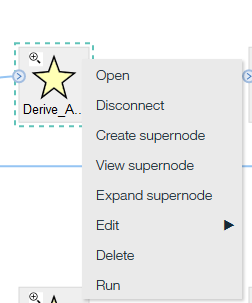 Derive_A...
Open
Disconnect
Create supernode
View supernode
Expand supernode
Edit
Delete
Run